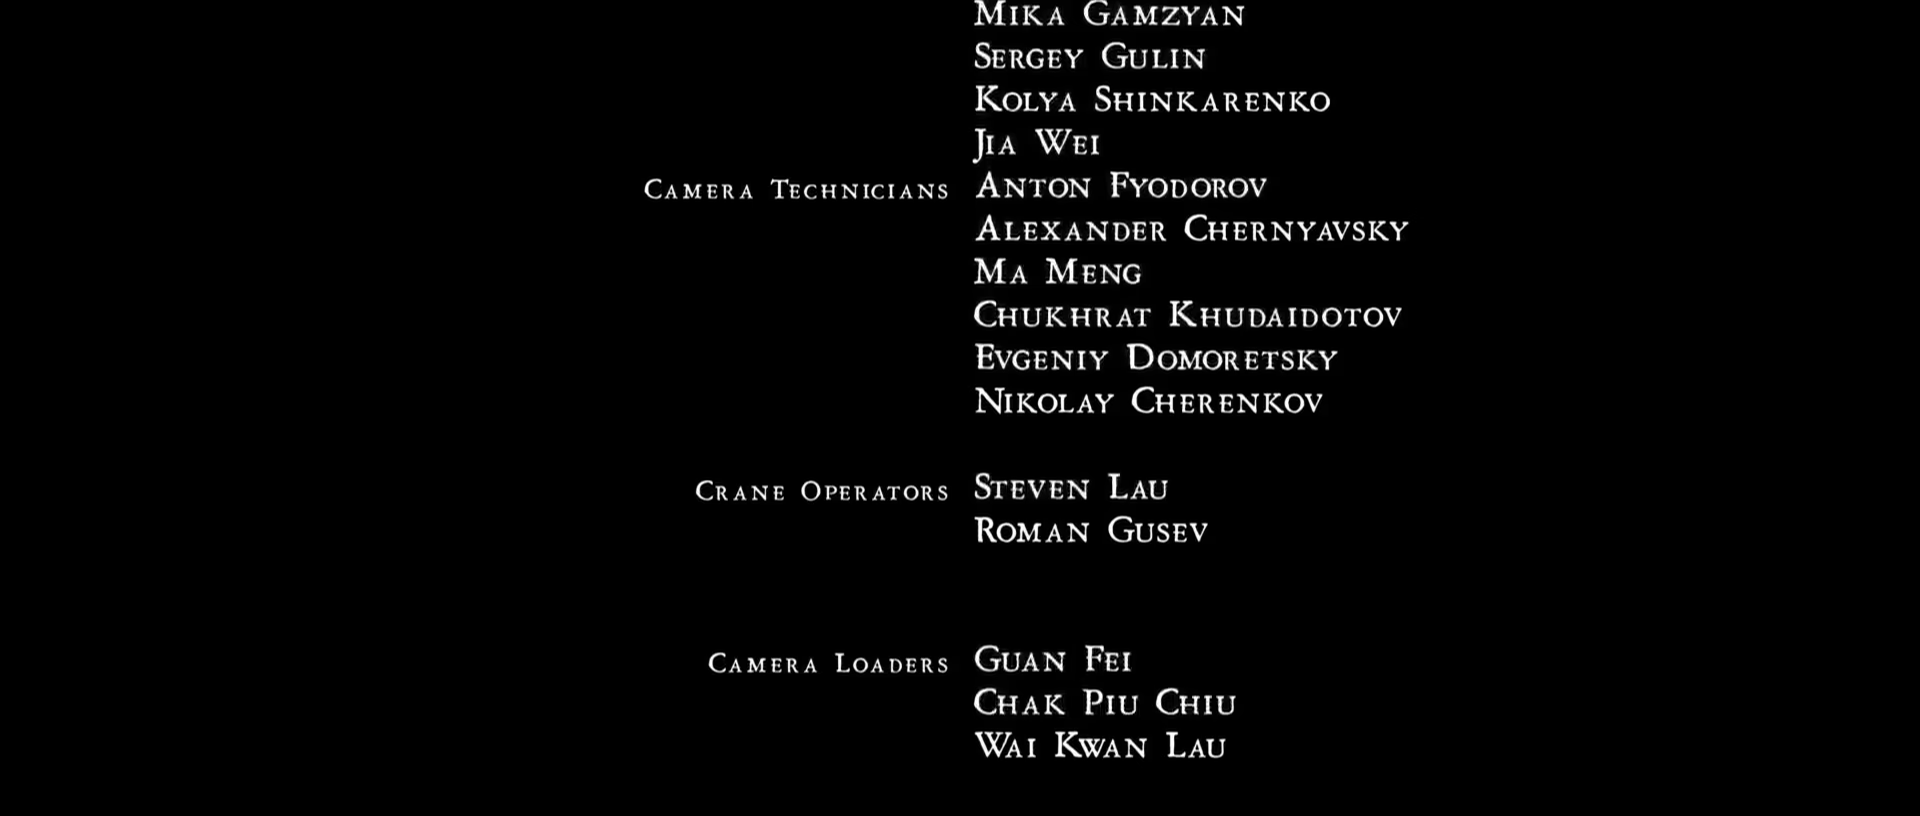 Mika Gamzyan
Sergey Gulin
Kolya Shinkarenko
Jia Wei
Camera Technicians Anton Fyodorov
Alexander Chernyavsky
Ma Meng
Chukhrat Khudaidotov
Evgeniy Domoretsky
Nikolay Cherenkov
Crane Operators Steven Lau
Roman Gusev
Camera Loaders Guan Fei
Chak Piu Chiu
Wai Kwan Lau